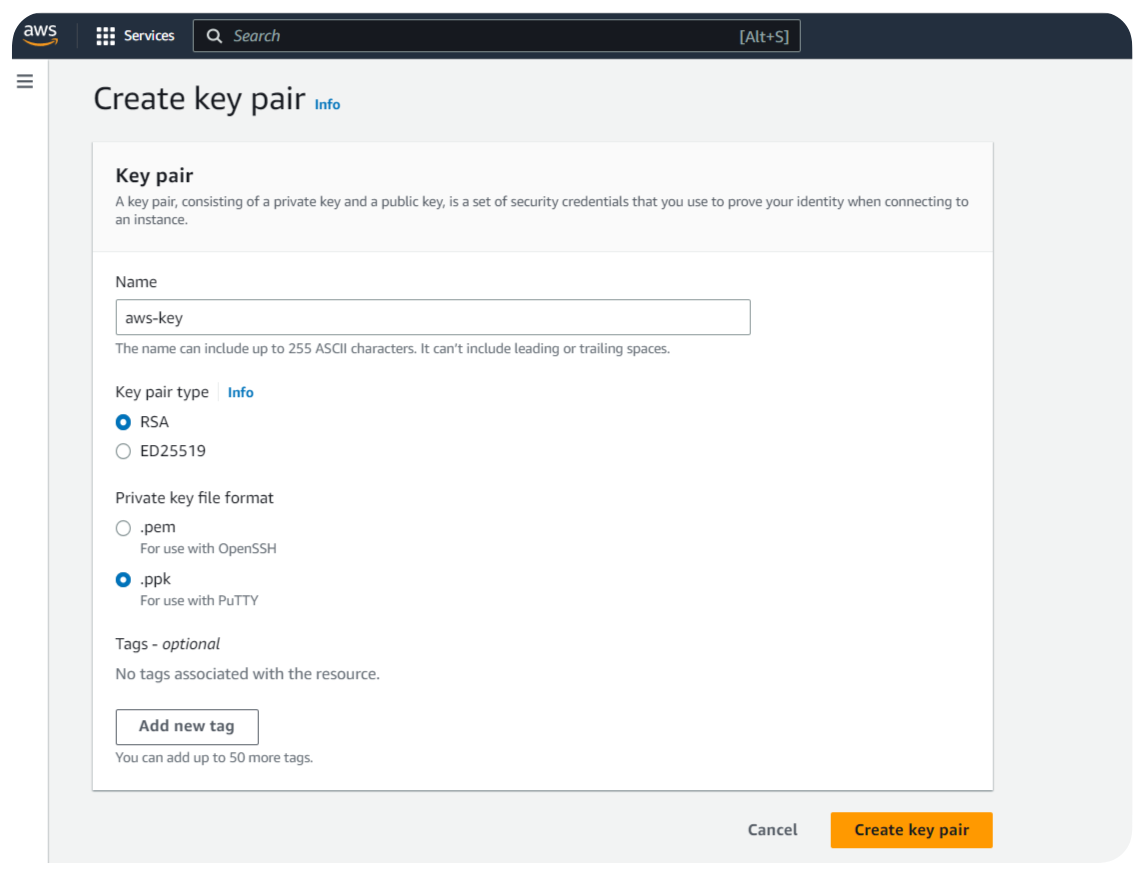 aws
Services
Search
[Alt+S]
Create key pair Info
Key pair
A key pair, consisting of a private key and a public key, is a set of security credentials that you use to prove your identity when connecting to
an instance.
Name
aws-key
The name can include up to 255 ASCII characters. It can't include leading or trailing spaces.
Key pair type Info
RSA
ED25519
Private key file format
.pem
For use with OpenSSH
.ppk
For use with PuTTY
Tags - optional
No tags associated with the resource.
Add new tag
You can add up to 50 more tags.
Cancel
Create key pair